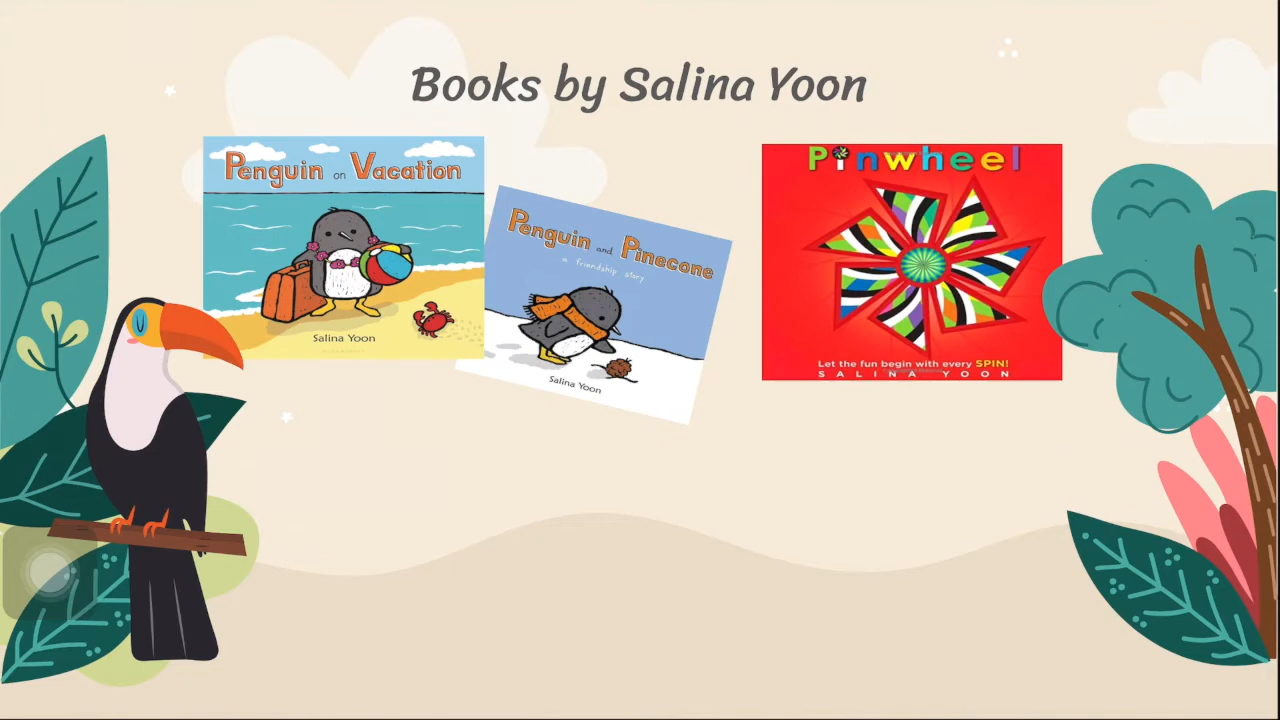 Books by Salina Yoon
Penguin on Vacation
Salina Yoon
Penguin and Pinecone
a friendship story
Salina Yoon
Pinwheel
Let the fun begin with every SPIN!
SALINA YOON